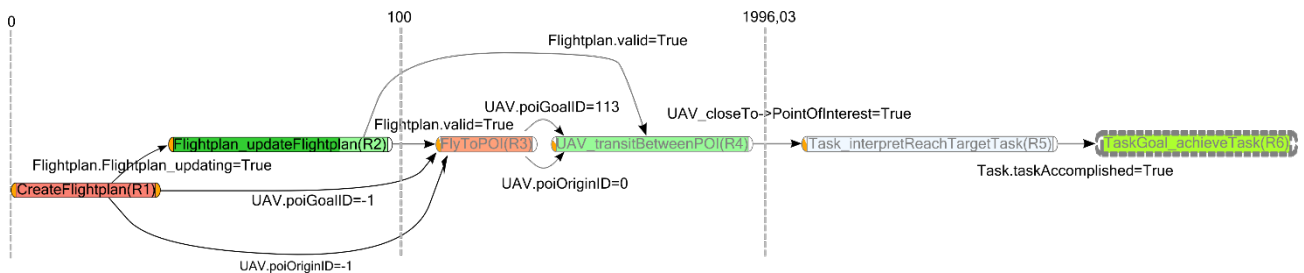 0
100
1996,03
Flightplan.valid=True
UAV.poiGoalID=113
UAV_closeTo->PointOfInterest=True
Flightplan.valid=True
Flightplan_updateFlightplan(R2)
FlyToPOI(R3)
UAV_transitBetweenPOI(R4)
Task_interpretReachTargetTask(R5)
TaskGoal_achieveTask(R6)
Flightplan.Flightplan_updating=True
Task.taskAccomplished=True
UAV.poiOriginID=0
CreateFlightplan(R1)
UAV.poiGoalID=-1
UAV.poiOriginID=-1